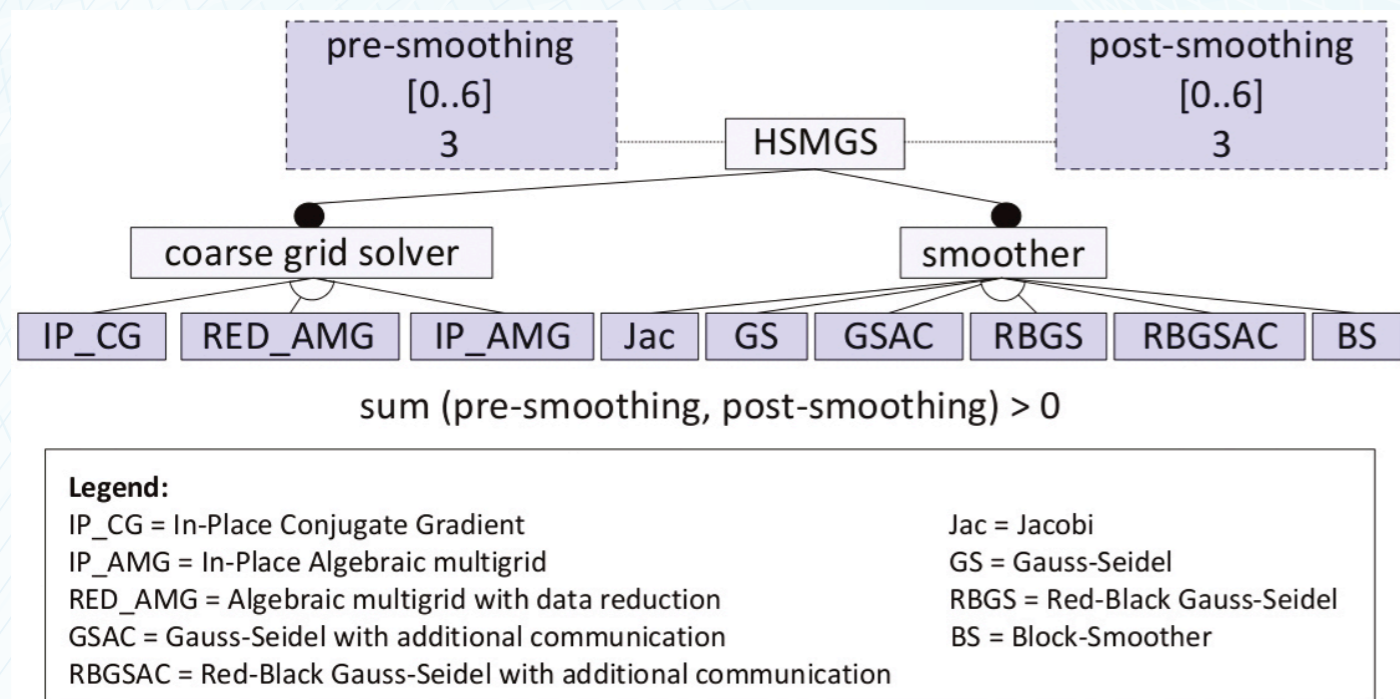 pre-smoothing
[0..6]
3
post-smoothing
[0..6]
3
HSMGS
coarse grid solver
smoother
IP_CG
RED_AMG
IP_AMG
Jac
GS
GSAC
RBGS
RBGSAC
BS
sum (pre-smoothing, post-smoothing) > 0
Legend:
IP_CG = In-Place Conjugate Gradient
IP_AMG = In-Place Algebraic multigrid
RED_AMG = Algebraic multigrid with data reduction
GSAC = Gauss-Seidel with additional communication
RBGSAC = Red-Black Gauss-Seidel with additional communication
Jac = Jacobi
GS = Gauss-Seidel
RBGS = Red-Black Gauss-Seidel
BS = Block-Smoother